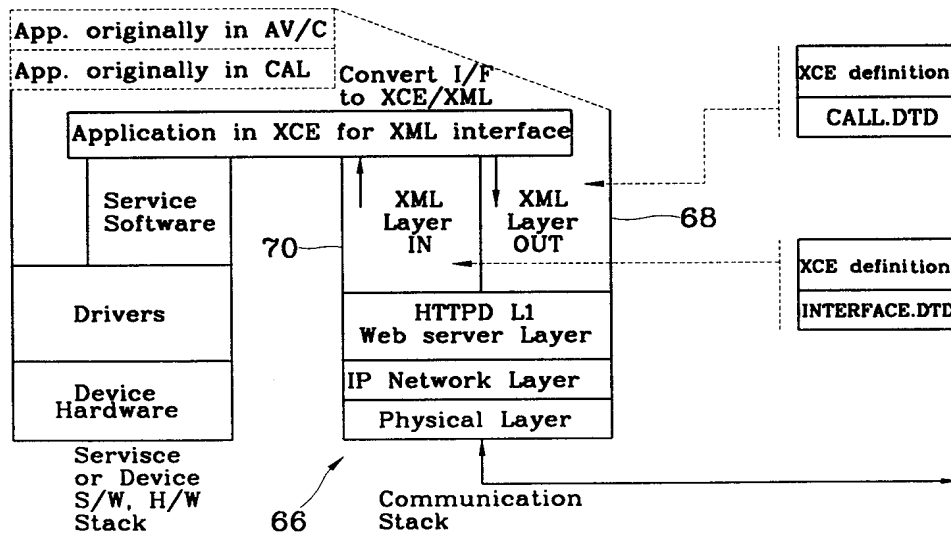 App. originally in AV/C
App. originally in CAL
Convert I/F
to XCE/XML
Application in XCE for XML interface
Service
Software
Drivers
Device
Hardware
Servisce
or Device
S/W, H/W
Stack
70
XML
Layer
IN
XML
Layer
OUT
68
HTTPD L1
Web server Layer
IP Network Layer
Physical Layer
66
Communication
Stack
XCE definition
CALL.DTD
XCE definition
INTERFACE.DTD